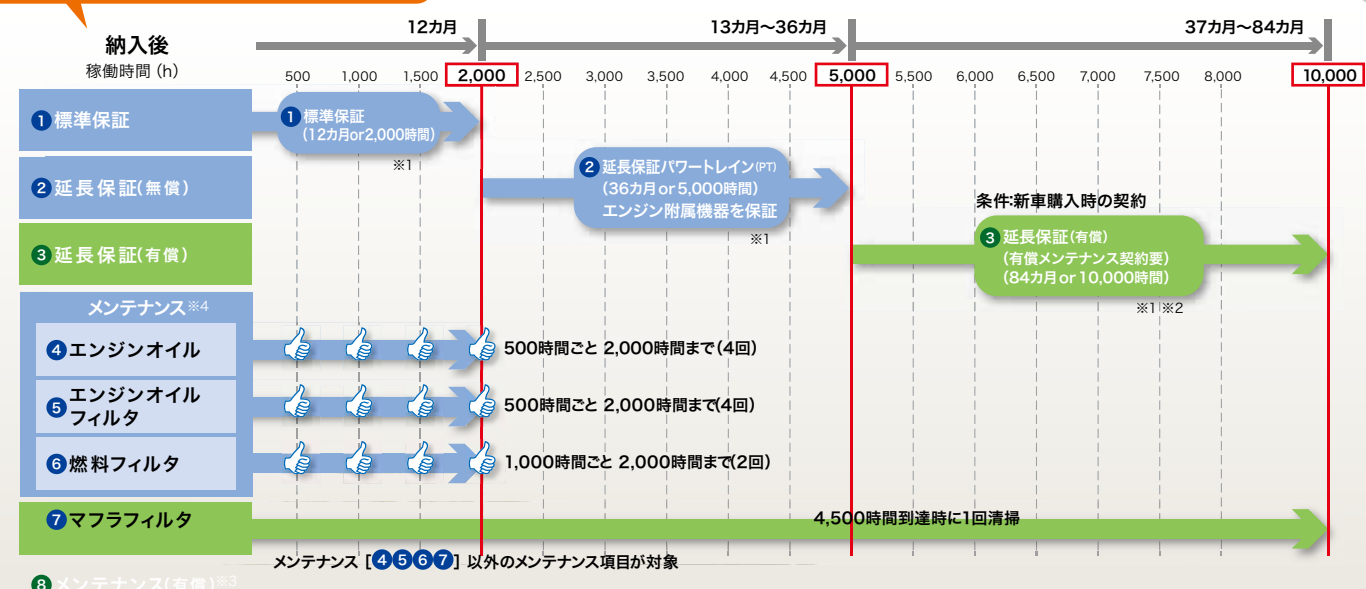 12カ月
13カ月〜36カ月
37カ月〜84カ月
納入後
稼働時間（h）
500 1,000 1,500 2,000 2,500 3,000 3,500 4,000 4,500 5,000 5,500 6,000 6,500 7,000 7,500 8,000 10,000
❶標準保証
❶標準保証
(12カ月or2,000時間)
※1
❷延長保証(無償)
❷延長保証パワートレイン(PT)
(36カ月or5,000時間)
エンジン附属機器を保証
※1
条件:新車購入時の契約
❸延長保証(有償)
❸延長保証(有償)
(有償メンテナンス契約要)
(84カ月or10,000時間)
※1 ※2
メンテナンス※4
❹エンジンオイル
500時間ごと 2,000時間まで(4回)
❺エンジンオイル
フィルタ
500時間ごと 2,000時間まで(4回)
❻燃料フィルタ
1,000時間ごと 2,000時間まで(2回)
❼マフラフィルタ
4,500時間到達時に1回清掃
メンテナンス［❹❺❻❼］以外のメンテナンス項目が対象
❽メンテナンス(有償)※3